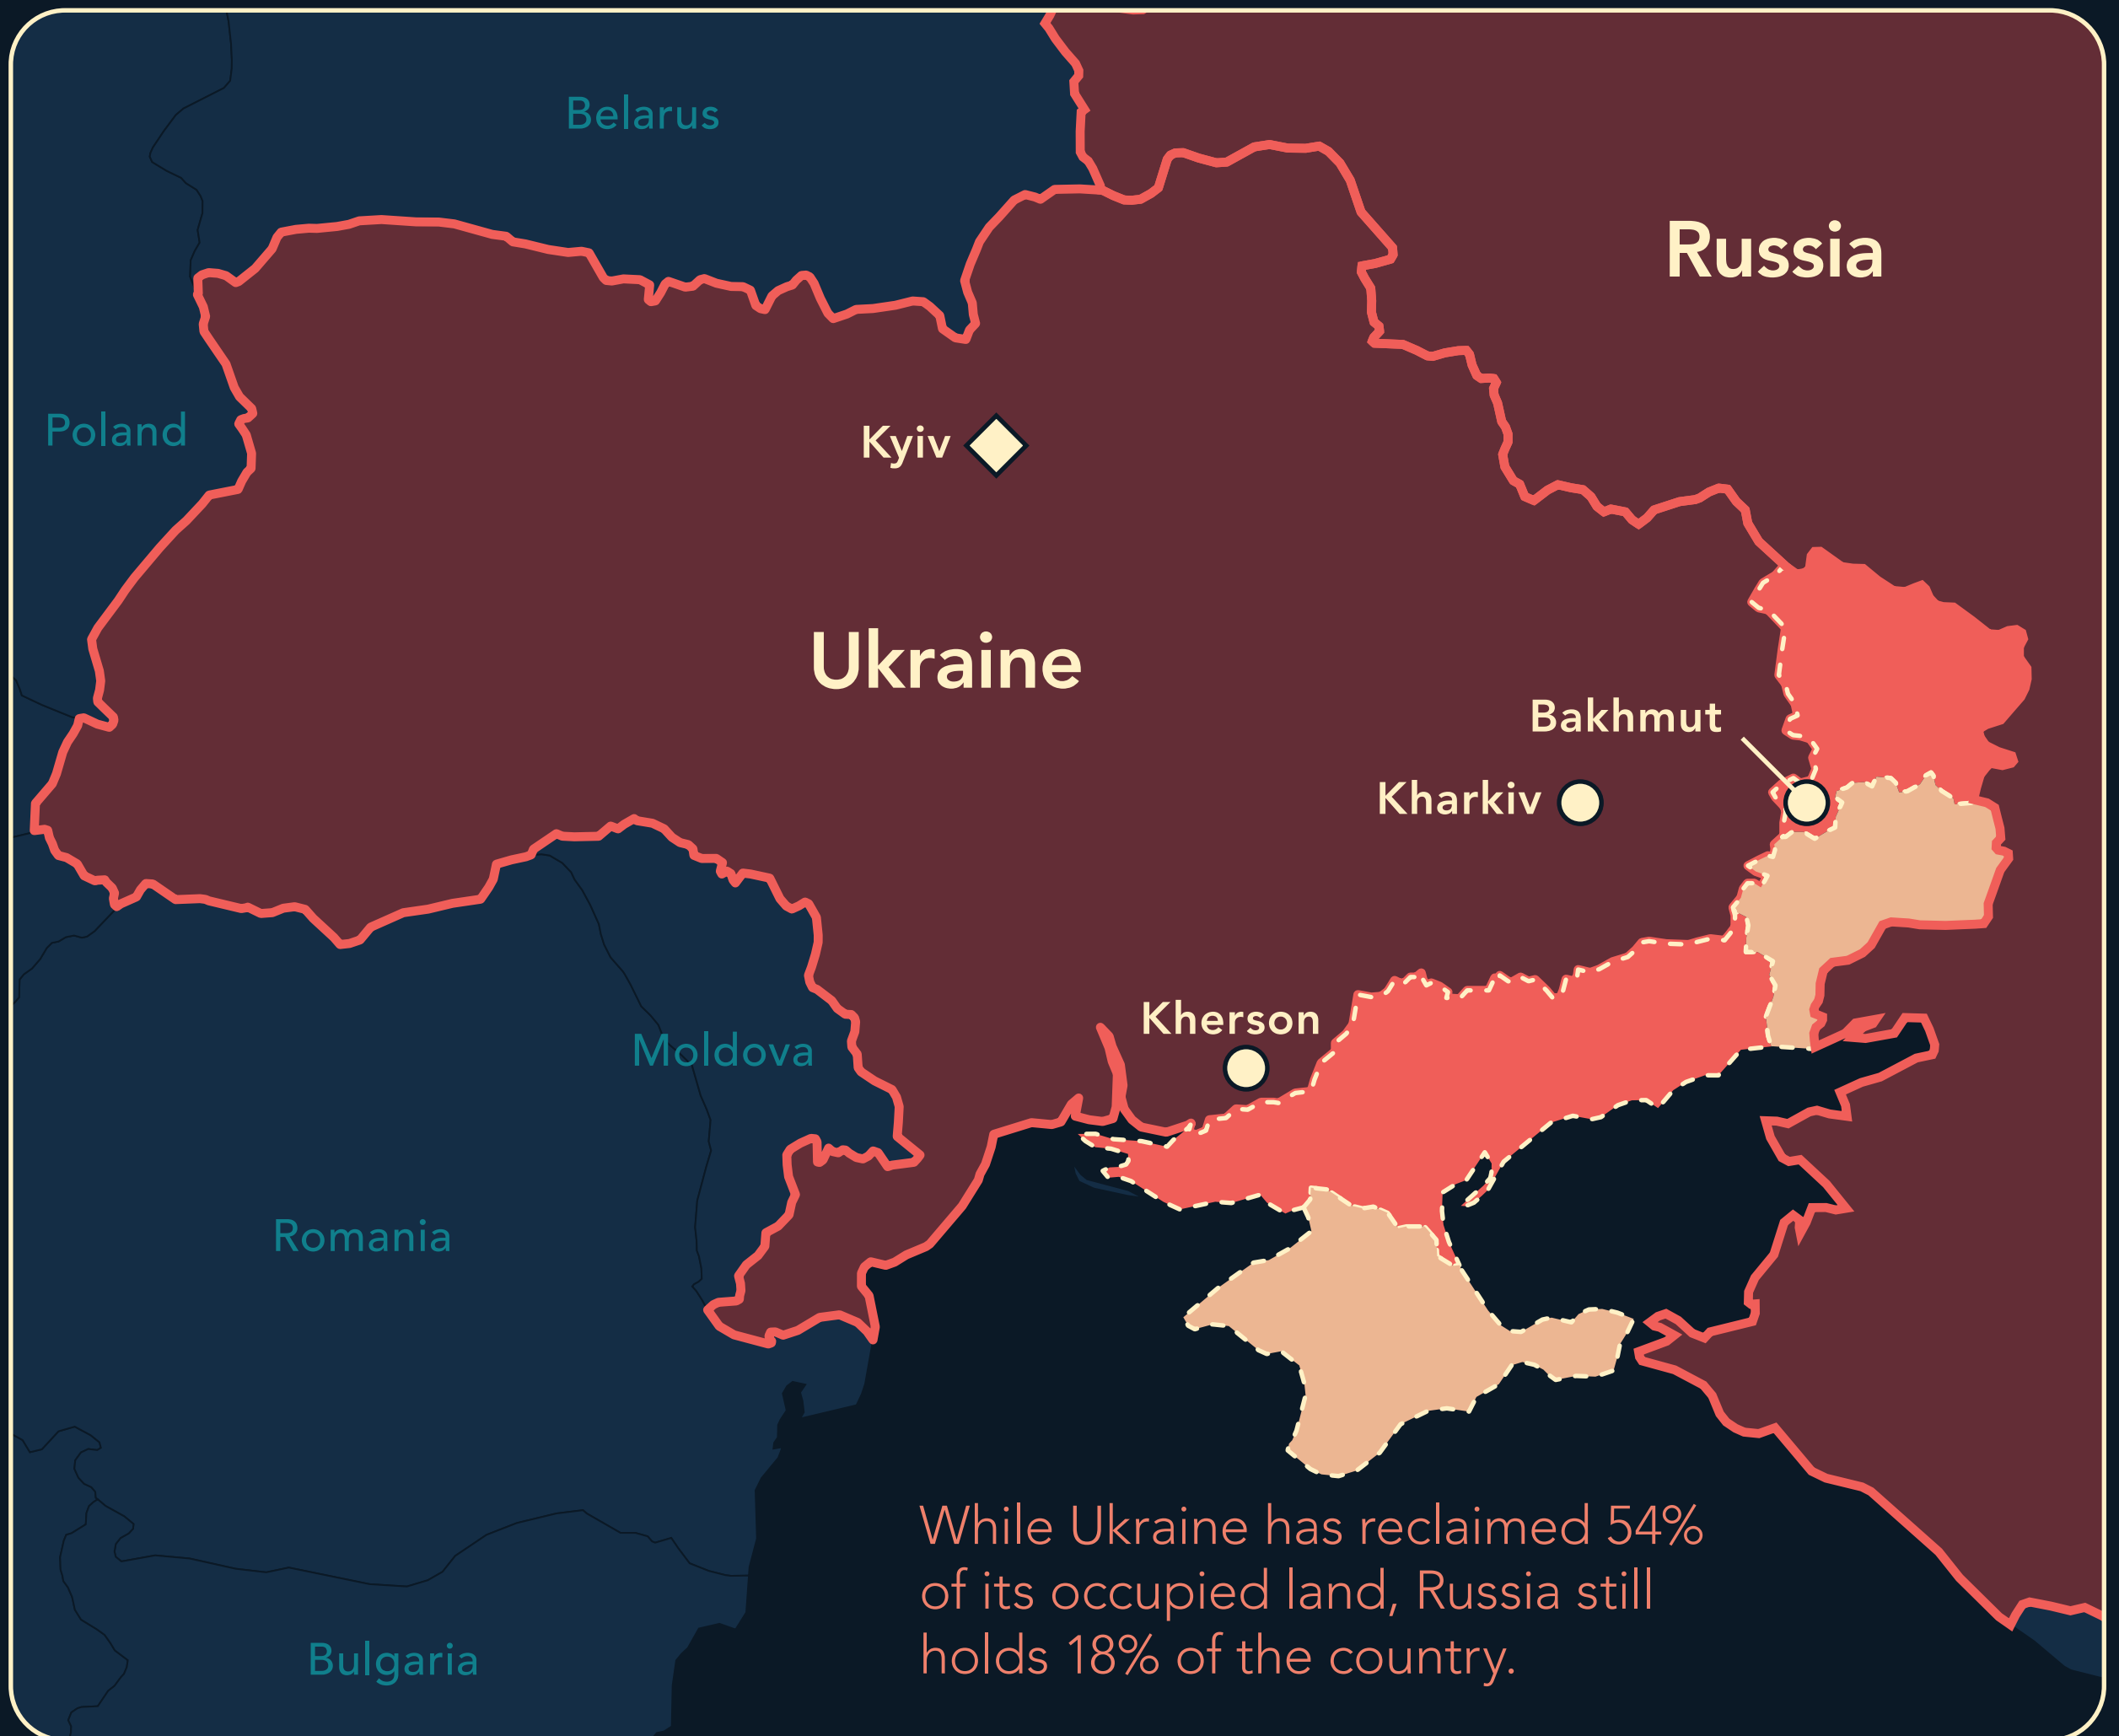 Belarus
Russia
Poland
Kyiv
Ukraine
Bakhmut
Kharkiv
Kherson
Moldova
Romania
While Ukraine has reclaimed 54%
of its occupied land, Russia still
holds 18% of the country.
Bulgaria